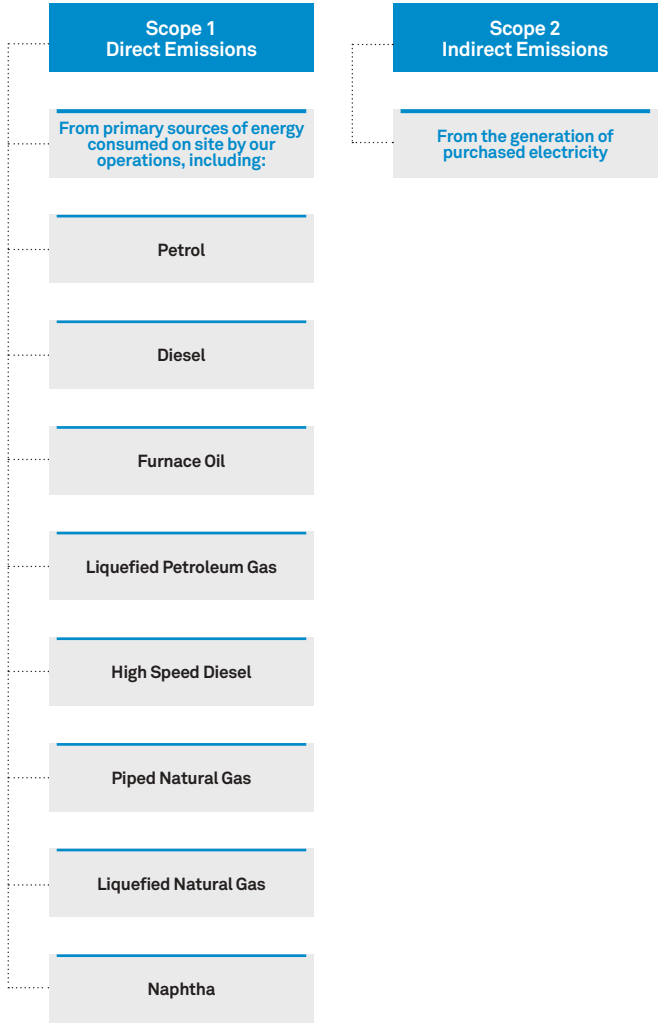 Scope 1
Direct Emissions
From primary sources of energy
consumed on site by our
operations, including:
Petrol
Diesel
Furnace Oil
Liquefied Petroleum Gas
High Speed Diesel
Piped Natural Gas
Liquefied Natural Gas
Naphtha
Scope 2
Indirect Emissions
From the generation of
purchased electricity